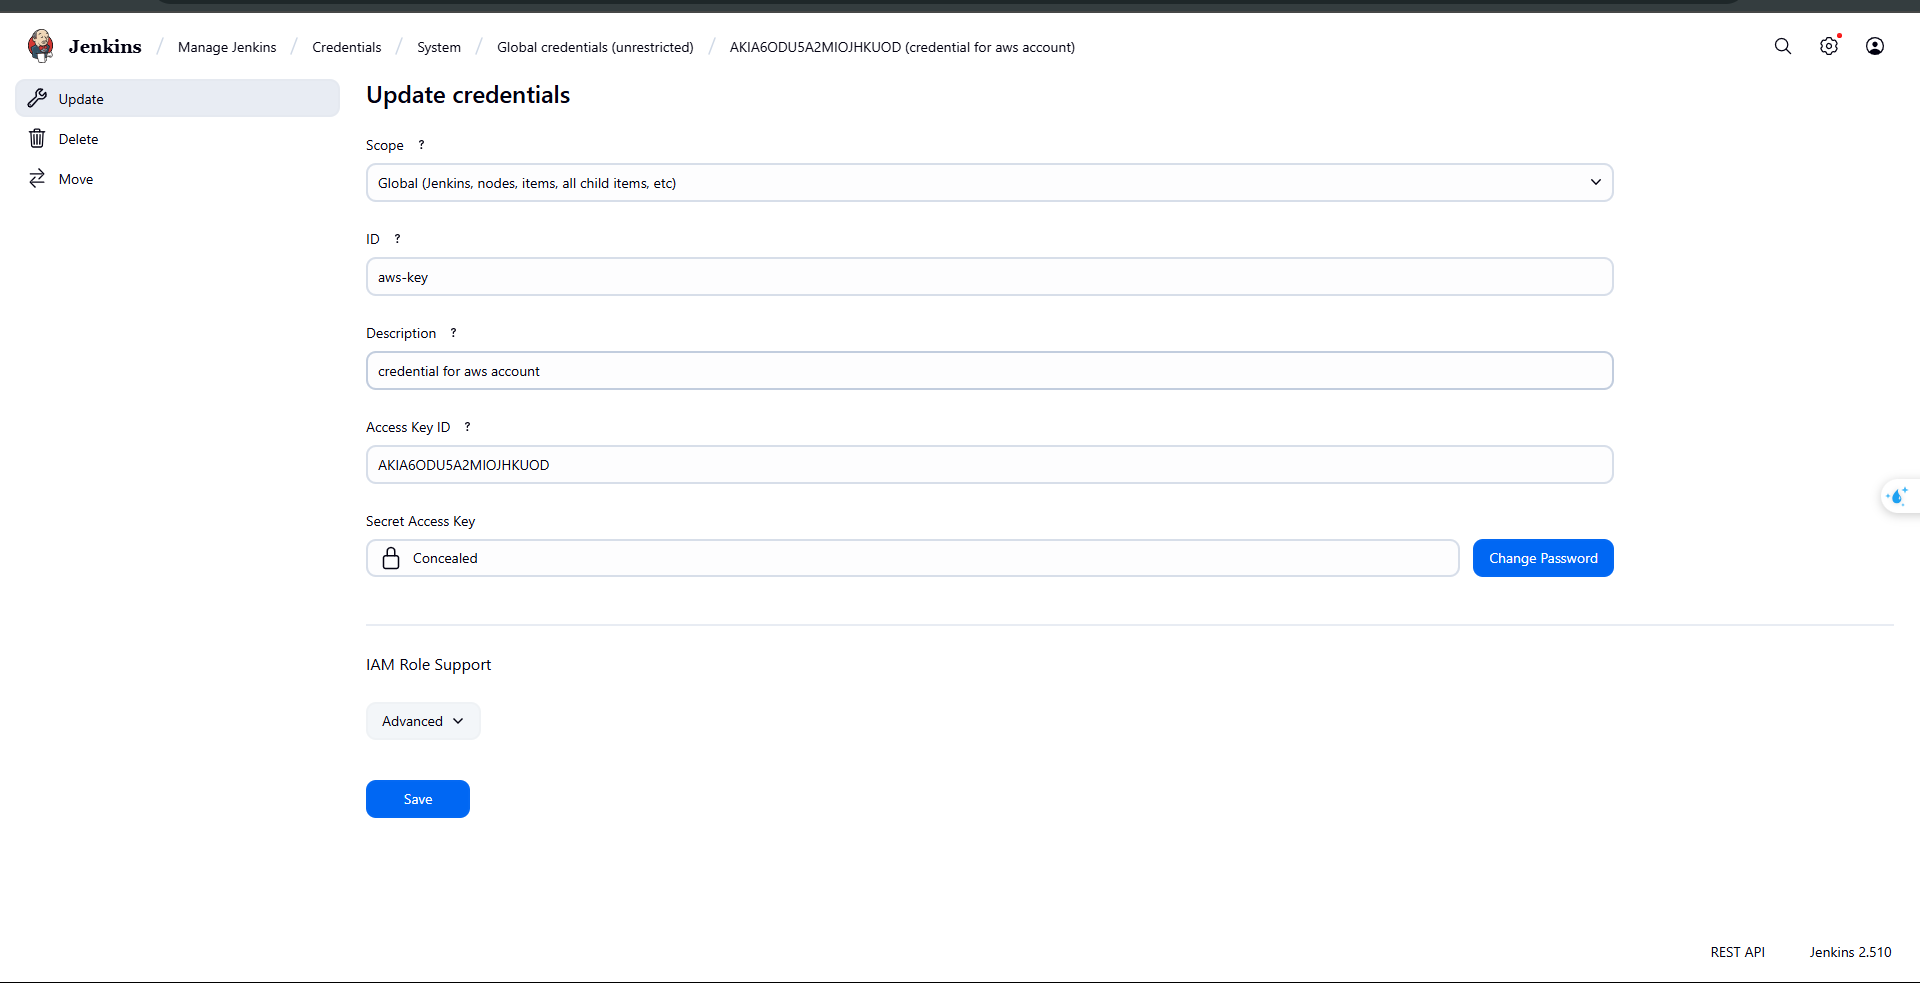 Jenkins / Manage Jenkins / Credentials / System / Global credentials (unrestricted) / AKIA6ODU5A2MIOJHKUOD (credential for aws account)
Update
Delete
Move
Update credentials
Scope ?
Global (Jenkins, nodes, items, all child items, etc)
ID ?
aws-key
Description ?
credential for aws account
Access Key ID ?
AKIA6ODU5A2MIOJHKUOD
Secret Access Key
Concealed
Change Password
IAM Role Support
Advanced
Save
REST API
Jenkins 2.510